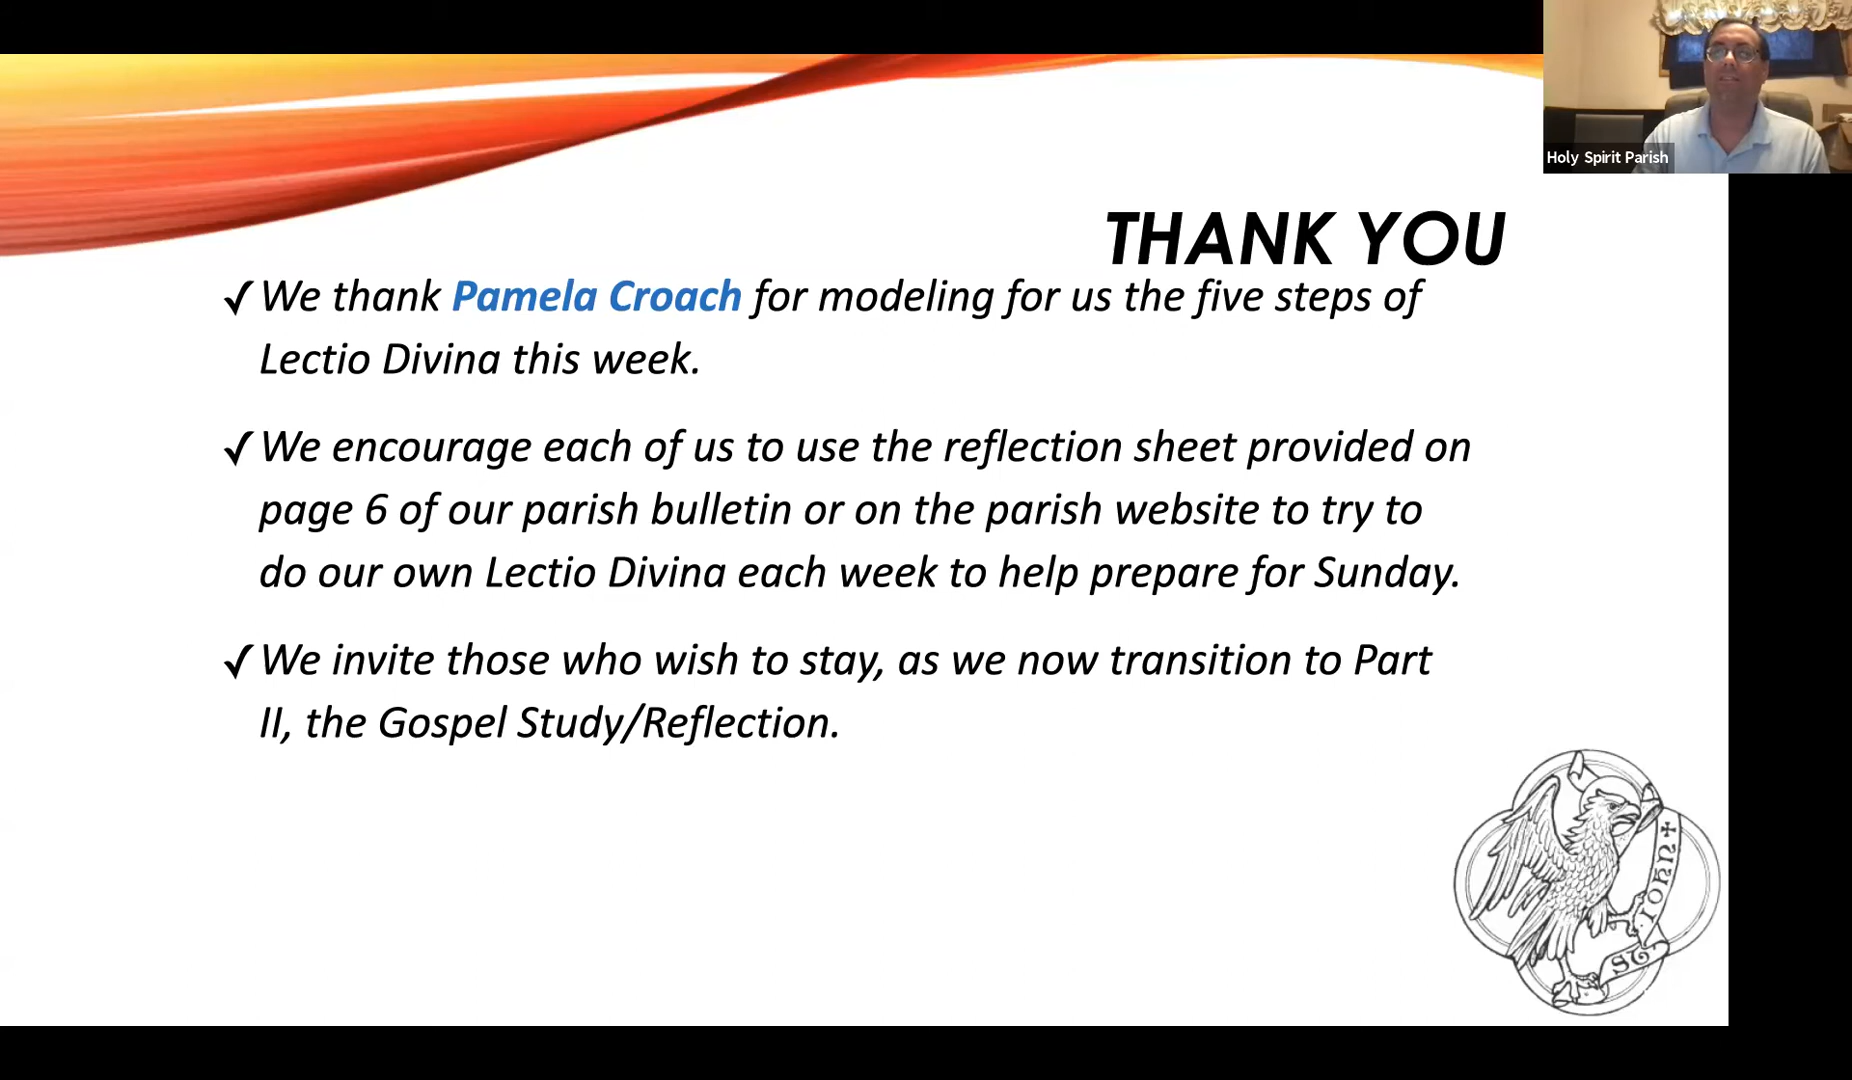 Holy Spirit Parish
THANK YOU
✓ We thank Pamela Croach for modeling for us the five steps of
Lectio Divina this week.
✓ We encourage each of us to use the reflection sheet provided on
page 6 of our parish bulletin or on the parish website to try to
do our own Lectio Divina each week to help prepare for Sunday.
✓ We invite those who wish to stay, as we now transition to Part
II, the Gospel Study/Reflection.
ST
IOHN